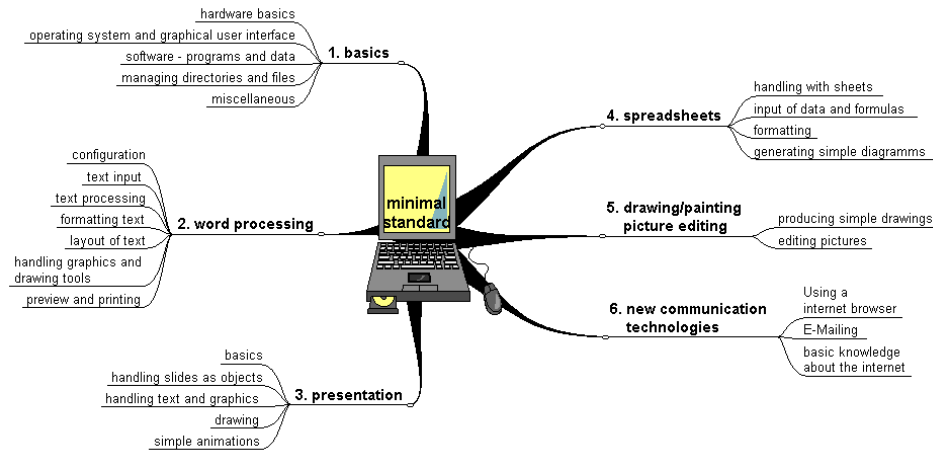 minimal
standard
1. basics
hardware basics
operating system and graphical user interface
software - programs and data
managing directories and files
miscellaneous
2. word processing
configuration
text input
text processing
formatting text
layout of text
handling graphics and
drawing tools
preview and printing
3. presentation
basics
handling slides as objects
handling text and graphics
drawing
simple animations
4. spreadsheets
handling with sheets
input of data and formulas
formatting
generating simple diagramms
5. drawing/painting
picture editing
producing simple drawings
editing pictures
6. new communication
technologies
Using a
internet browser
E-Mailing
basic knowledge
about the internet